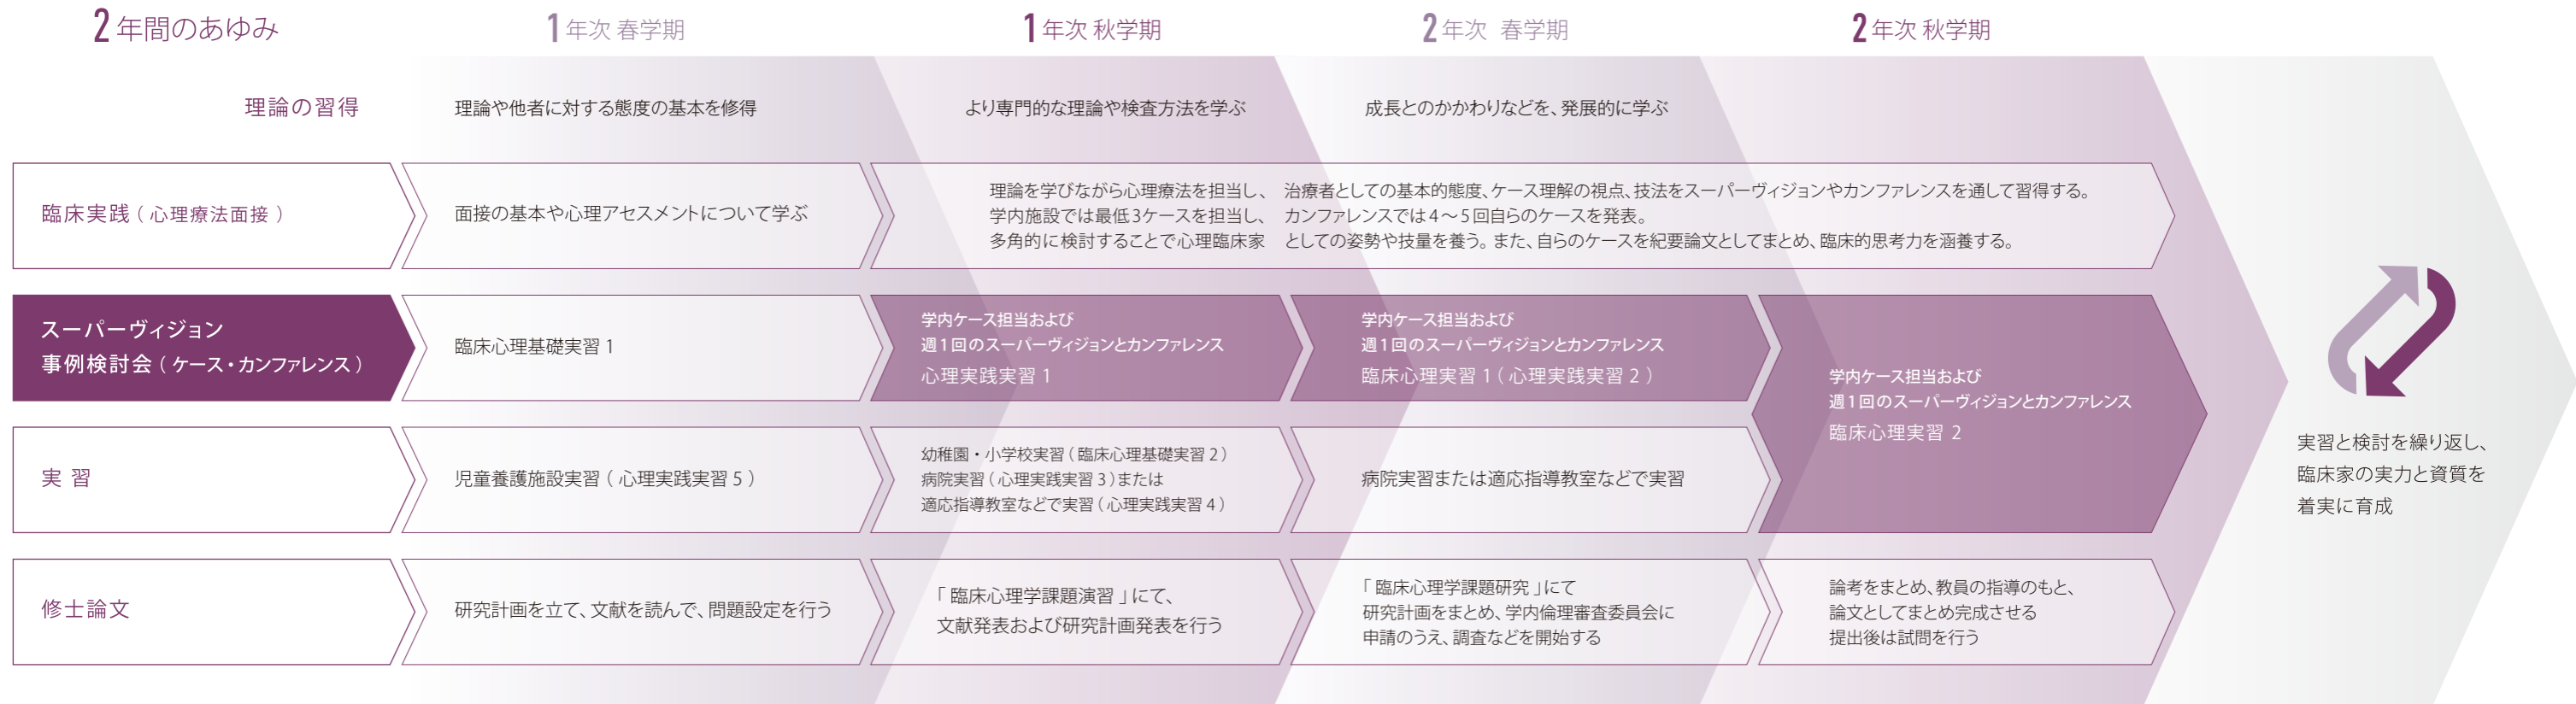 2年間のあゆみ
1年次 春学期
1年次 秋学期
2年次 春学期
2年次 秋学期
理論の習得
理論や他者に対する態度の基本を修得
より専門的な理論や検査方法を学ぶ
成長とのかかわりなどを、発展的に学ぶ
臨床実践（心理療法面接）
面接の基本や心理アセスメントについて学ぶ
理論を学びながら心理療法を担当し、 治療者としての基本的態度、ケース理解の視点、技法をスーパーヴィジョンやカンファレンスを通して習得する。
学内施設では最低3ケースを担当し、 カンファレンスでは4〜5回自らのケースを発表。
多角的に検討することで心理臨床家 としての姿勢や技量を養う。また、自らのケースを紀要論文としてまとめ、臨床的思考力を涵養する。
スーパーヴィジョン
事例検討会（ケース・カンファレンス）
臨床心理基礎実習1
学内ケース担当および
週1回のスーパーヴィジョンとカンファレンス
心理実践実習1
学内ケース担当および
週1回のスーパーヴィジョンとカンファレンス
臨床心理実習1（心理実践実習2）
学内ケース担当および
週1回のスーパーヴィジョンとカンファレンス
臨床心理実習2
実習
児童養護施設実習（心理実践実習5）
幼稚園・小学校実習（臨床心理基礎実習2）
病院実習（心理実践実習3）または
適応指導教室などで実習（心理実践実習4）
病院実習または適応指導教室などで実習
修士論文
研究計画を立て、文献を読んで、問題設定を行う
「臨床心理学課題演習」にて、
文献発表および研究計画発表を行う
「臨床心理学課題研究」にて
研究計画をまとめ、学内倫理審査委員会に
申請のうえ、調査などを開始する
論考をまとめ、教員の指導のもと、
論文としてまとめ完成させる
提出後は試問を行う
実習と検討を繰り返し、
臨床家の実力と資質を
着実に育成